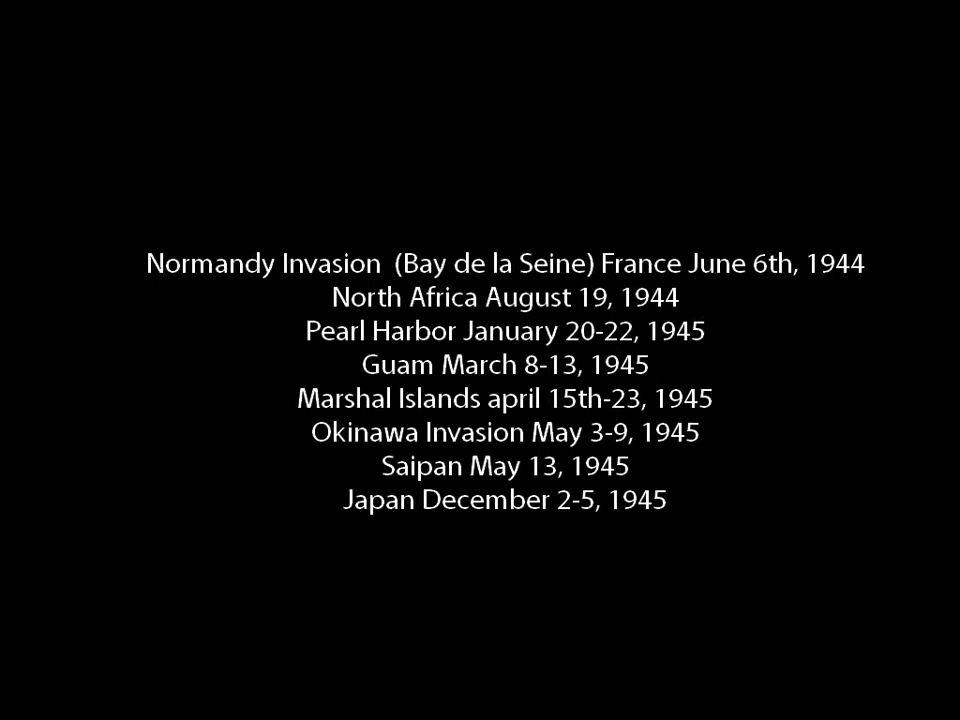 Normandy Invasion  (Bay de la Seine) France June 6th, 1944
North Africa August 19, 1944
Pearl Harbor January 20-22, 1945
Guam March 8-13, 1945
Marshal Islands april 15th-23, 1945
Okinawa Invasion May 3-9, 1945
Saipan May 13, 1945
Japan December 2-5, 1945